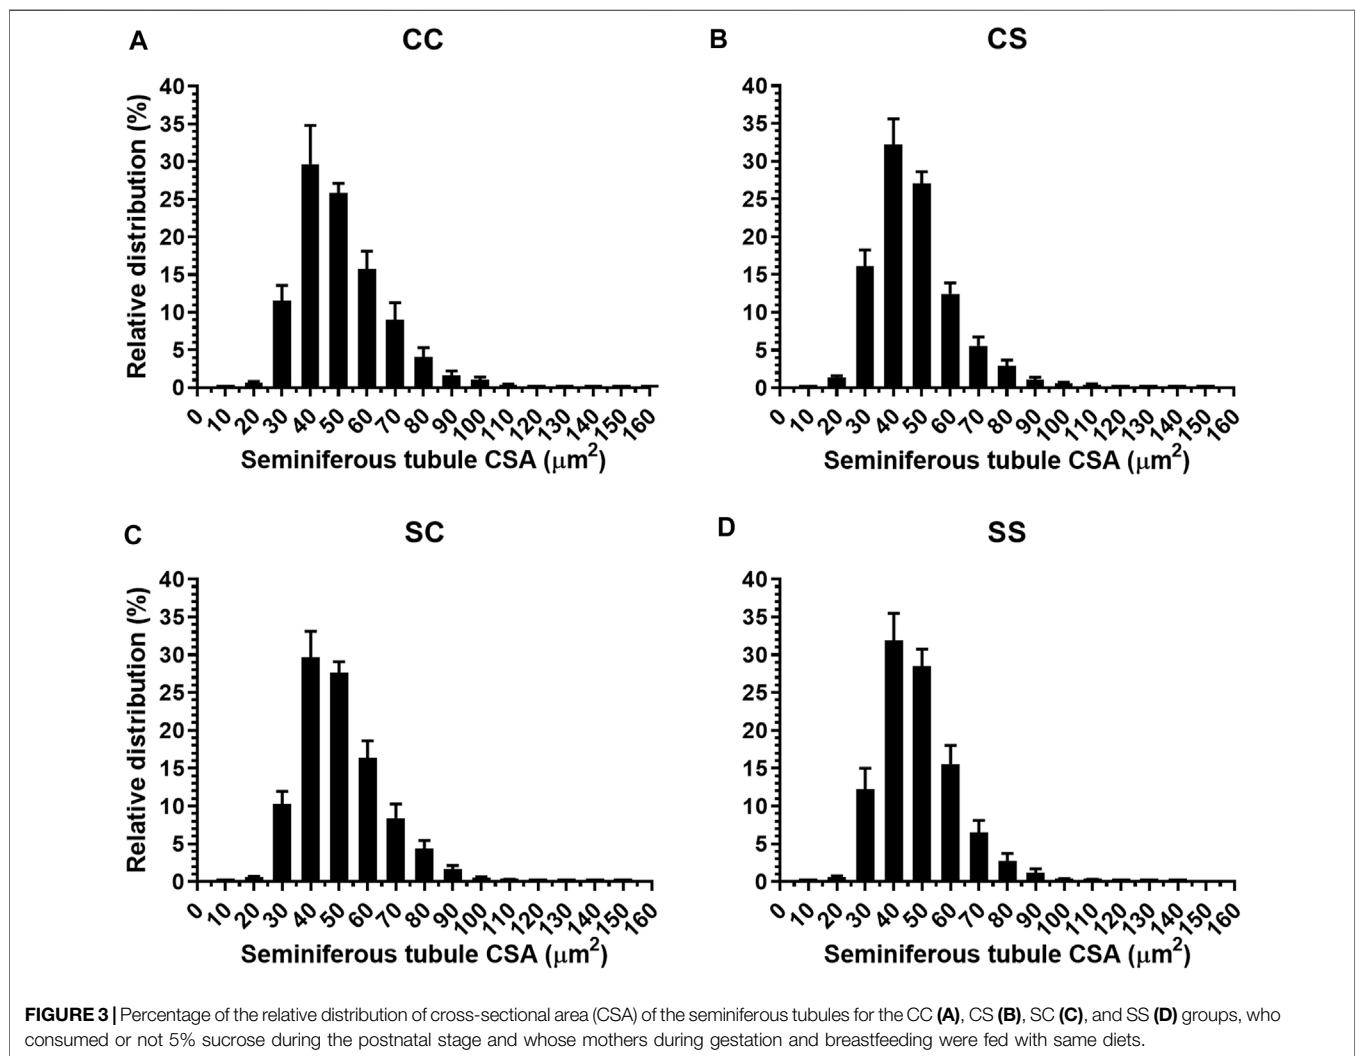 A
CC
Relative distribution (%)
40
35
30
25
20
15
10
5
0
0 10 20 30 40 50 60 70 80 90 100 110 120 130 140 150 160
Seminiferous tubule CSA (μm²)
B
CS
40
35
30
25
20
15
10
5
0
0 10 20 30 40 50 60 70 80 90 100 110 120 130 140 150 160
Seminiferous tubule CSA (μm²)
C
SC
Relative distribution (%)
40
35
30
25
20
15
10
5
0
0 10 20 30 40 50 60 70 80 90 100 110 120 130 140 150 160
Seminiferous tubule CSA (μm²)
D
SS
40
35
30
25
20
15
10
5
0
0 10 20 30 40 50 60 70 80 90 100 110 120 130 140 150 160
Seminiferous tubule CSA (μm²)
FIGURE 3 | Percentage of the relative distribution of cross-sectional area (CSA) of the seminiferous tubules for the CC (A), CS (B), SC (C), and SS (D) groups, who
consumed or not 5% sucrose during the postnatal stage and whose mothers during gestation and breastfeeding were fed with same diets.